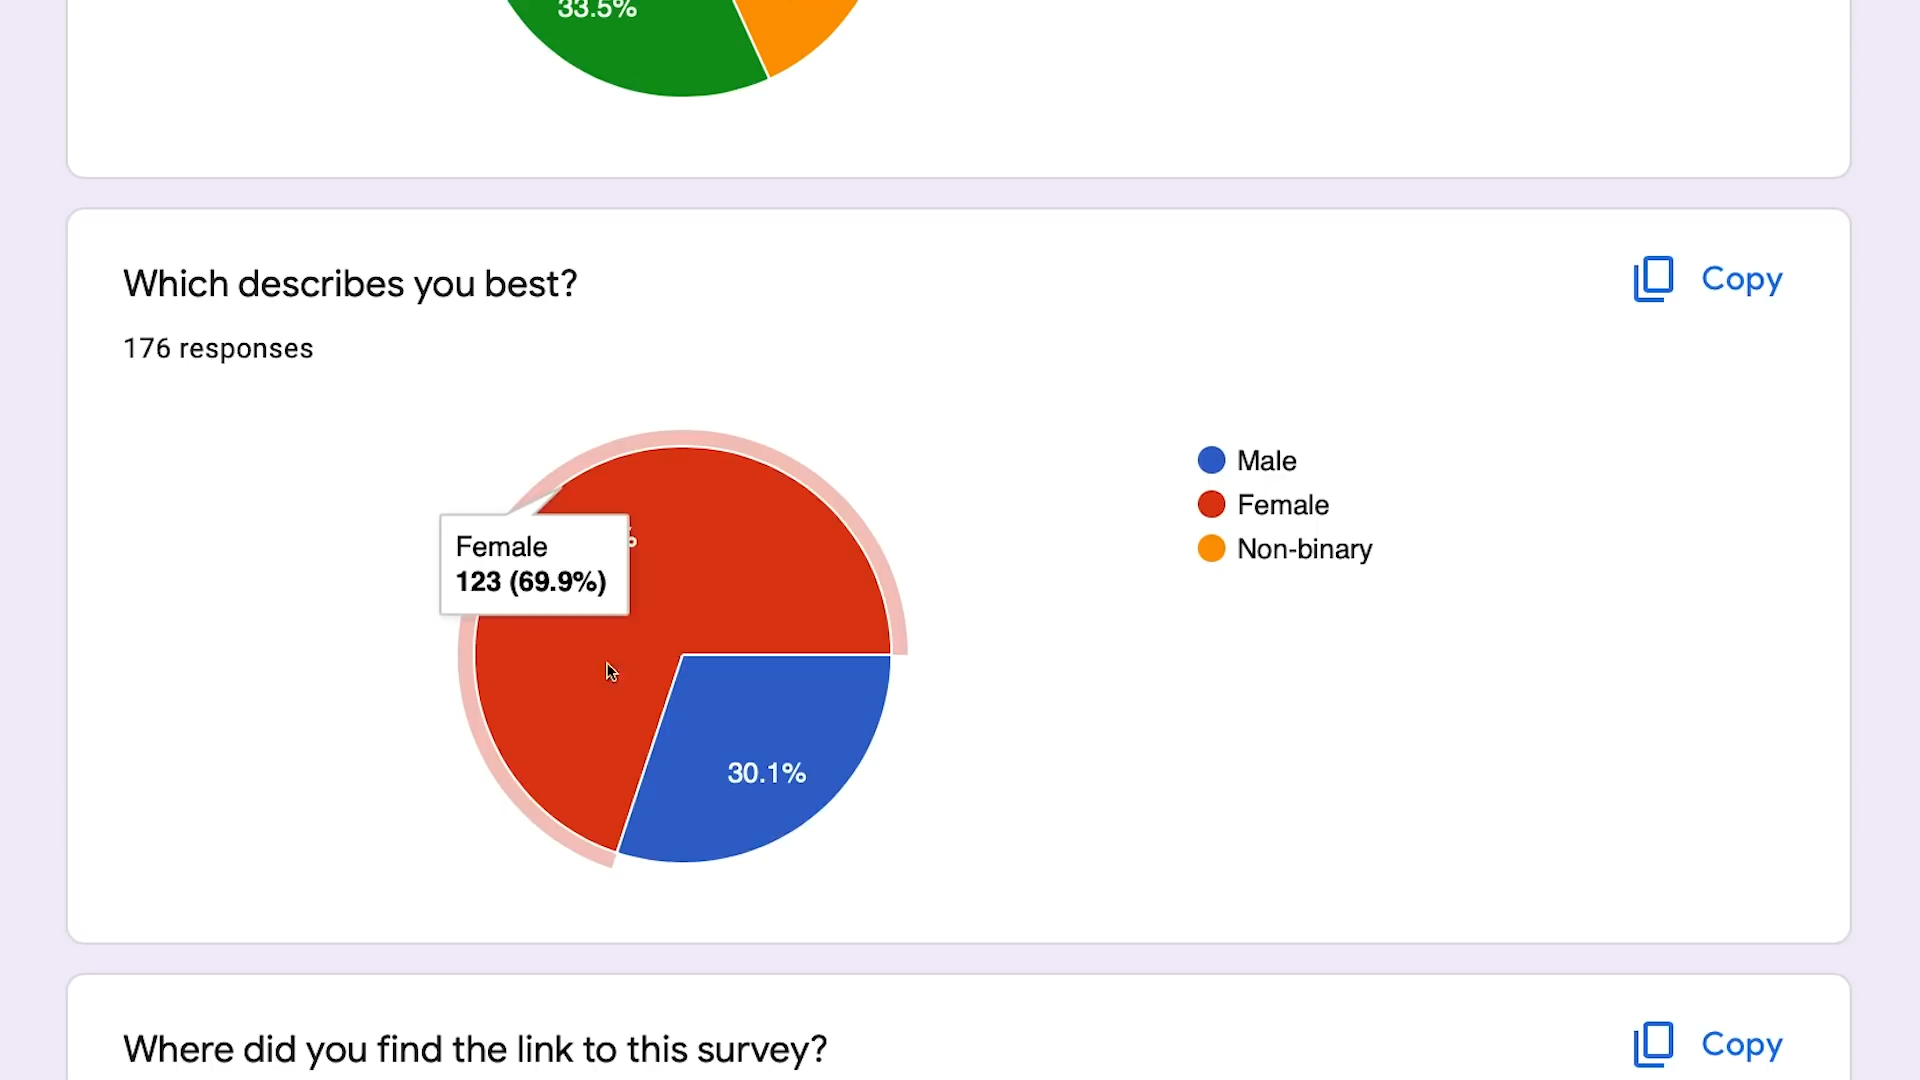 33.5%
Which describes you best?
Copy
176 responses
Male
Female
Non-binary
Female
123 (69.9%)
30.1%
Where did you find the link to this survey?
Copy